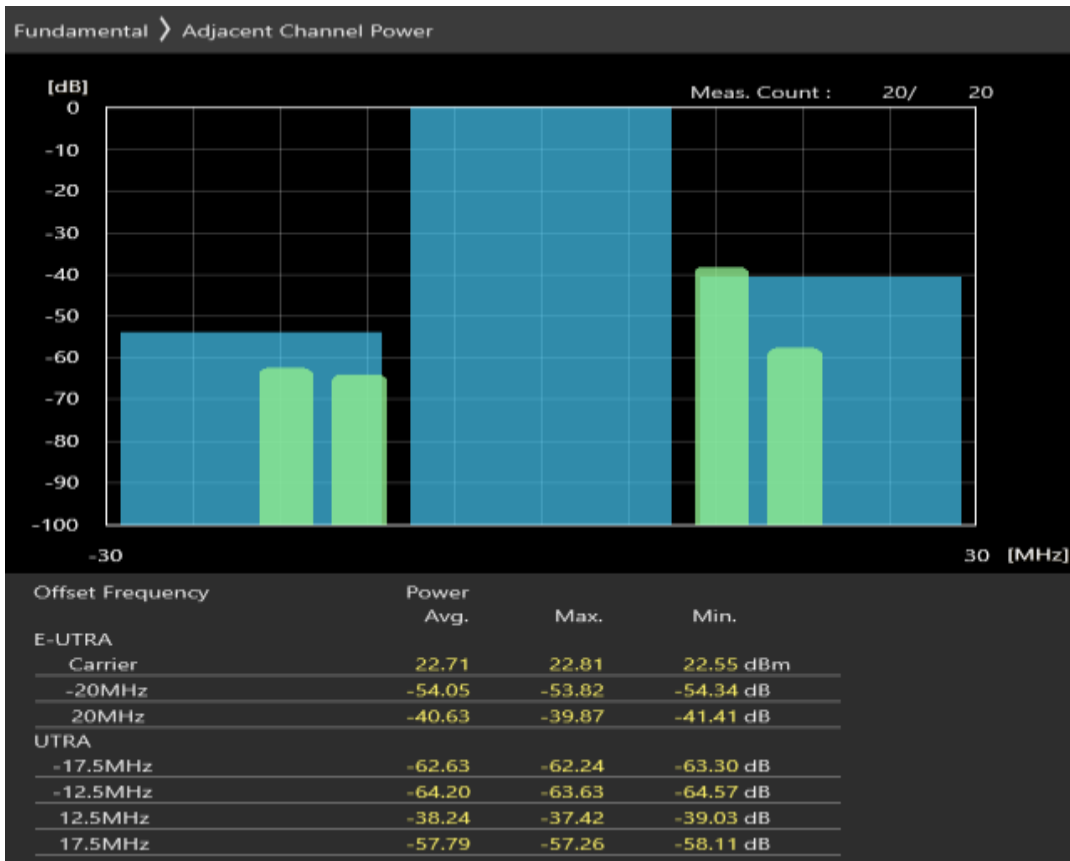 Fundamental 〉 Adjacent Channel Power
[dB]
Meas. Count : 20/ 20
0
-10
-20
-30
-40
-50
-60
-70
-80
-90
-100
-30 30 [MHz]
Offset Frequency Power
Avg. Max. Min.
E-UTRA
Carrier 22.71 22.81 22.55 dBm
-20MHz -54.05 -53.82 -54.34 dB
20MHz -40.63 -39.87 -41.41 dB
UTRA
-17.5MHz -62.63 -62.24 -63.30 dB
-12.5MHz -64.20 -63.63 -64.57 dB
12.5MHz -38.24 -37.42 -39.03 dB
17.5MHz -57.79 -57.26 -58.11 dB